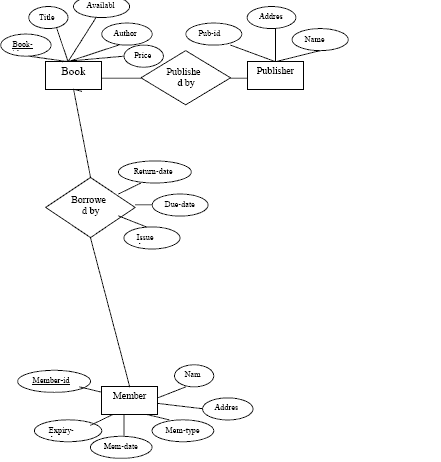 Availabl
Title
Addres
Author
Pub-id
Name
Book-
Price
Book
Publishe
d by
Publisher
Return-date
Borrowe
d by
Due-date
Issue
Nam
Member-id
Member
Addres
Expiry-
Mem-type
Mem-date